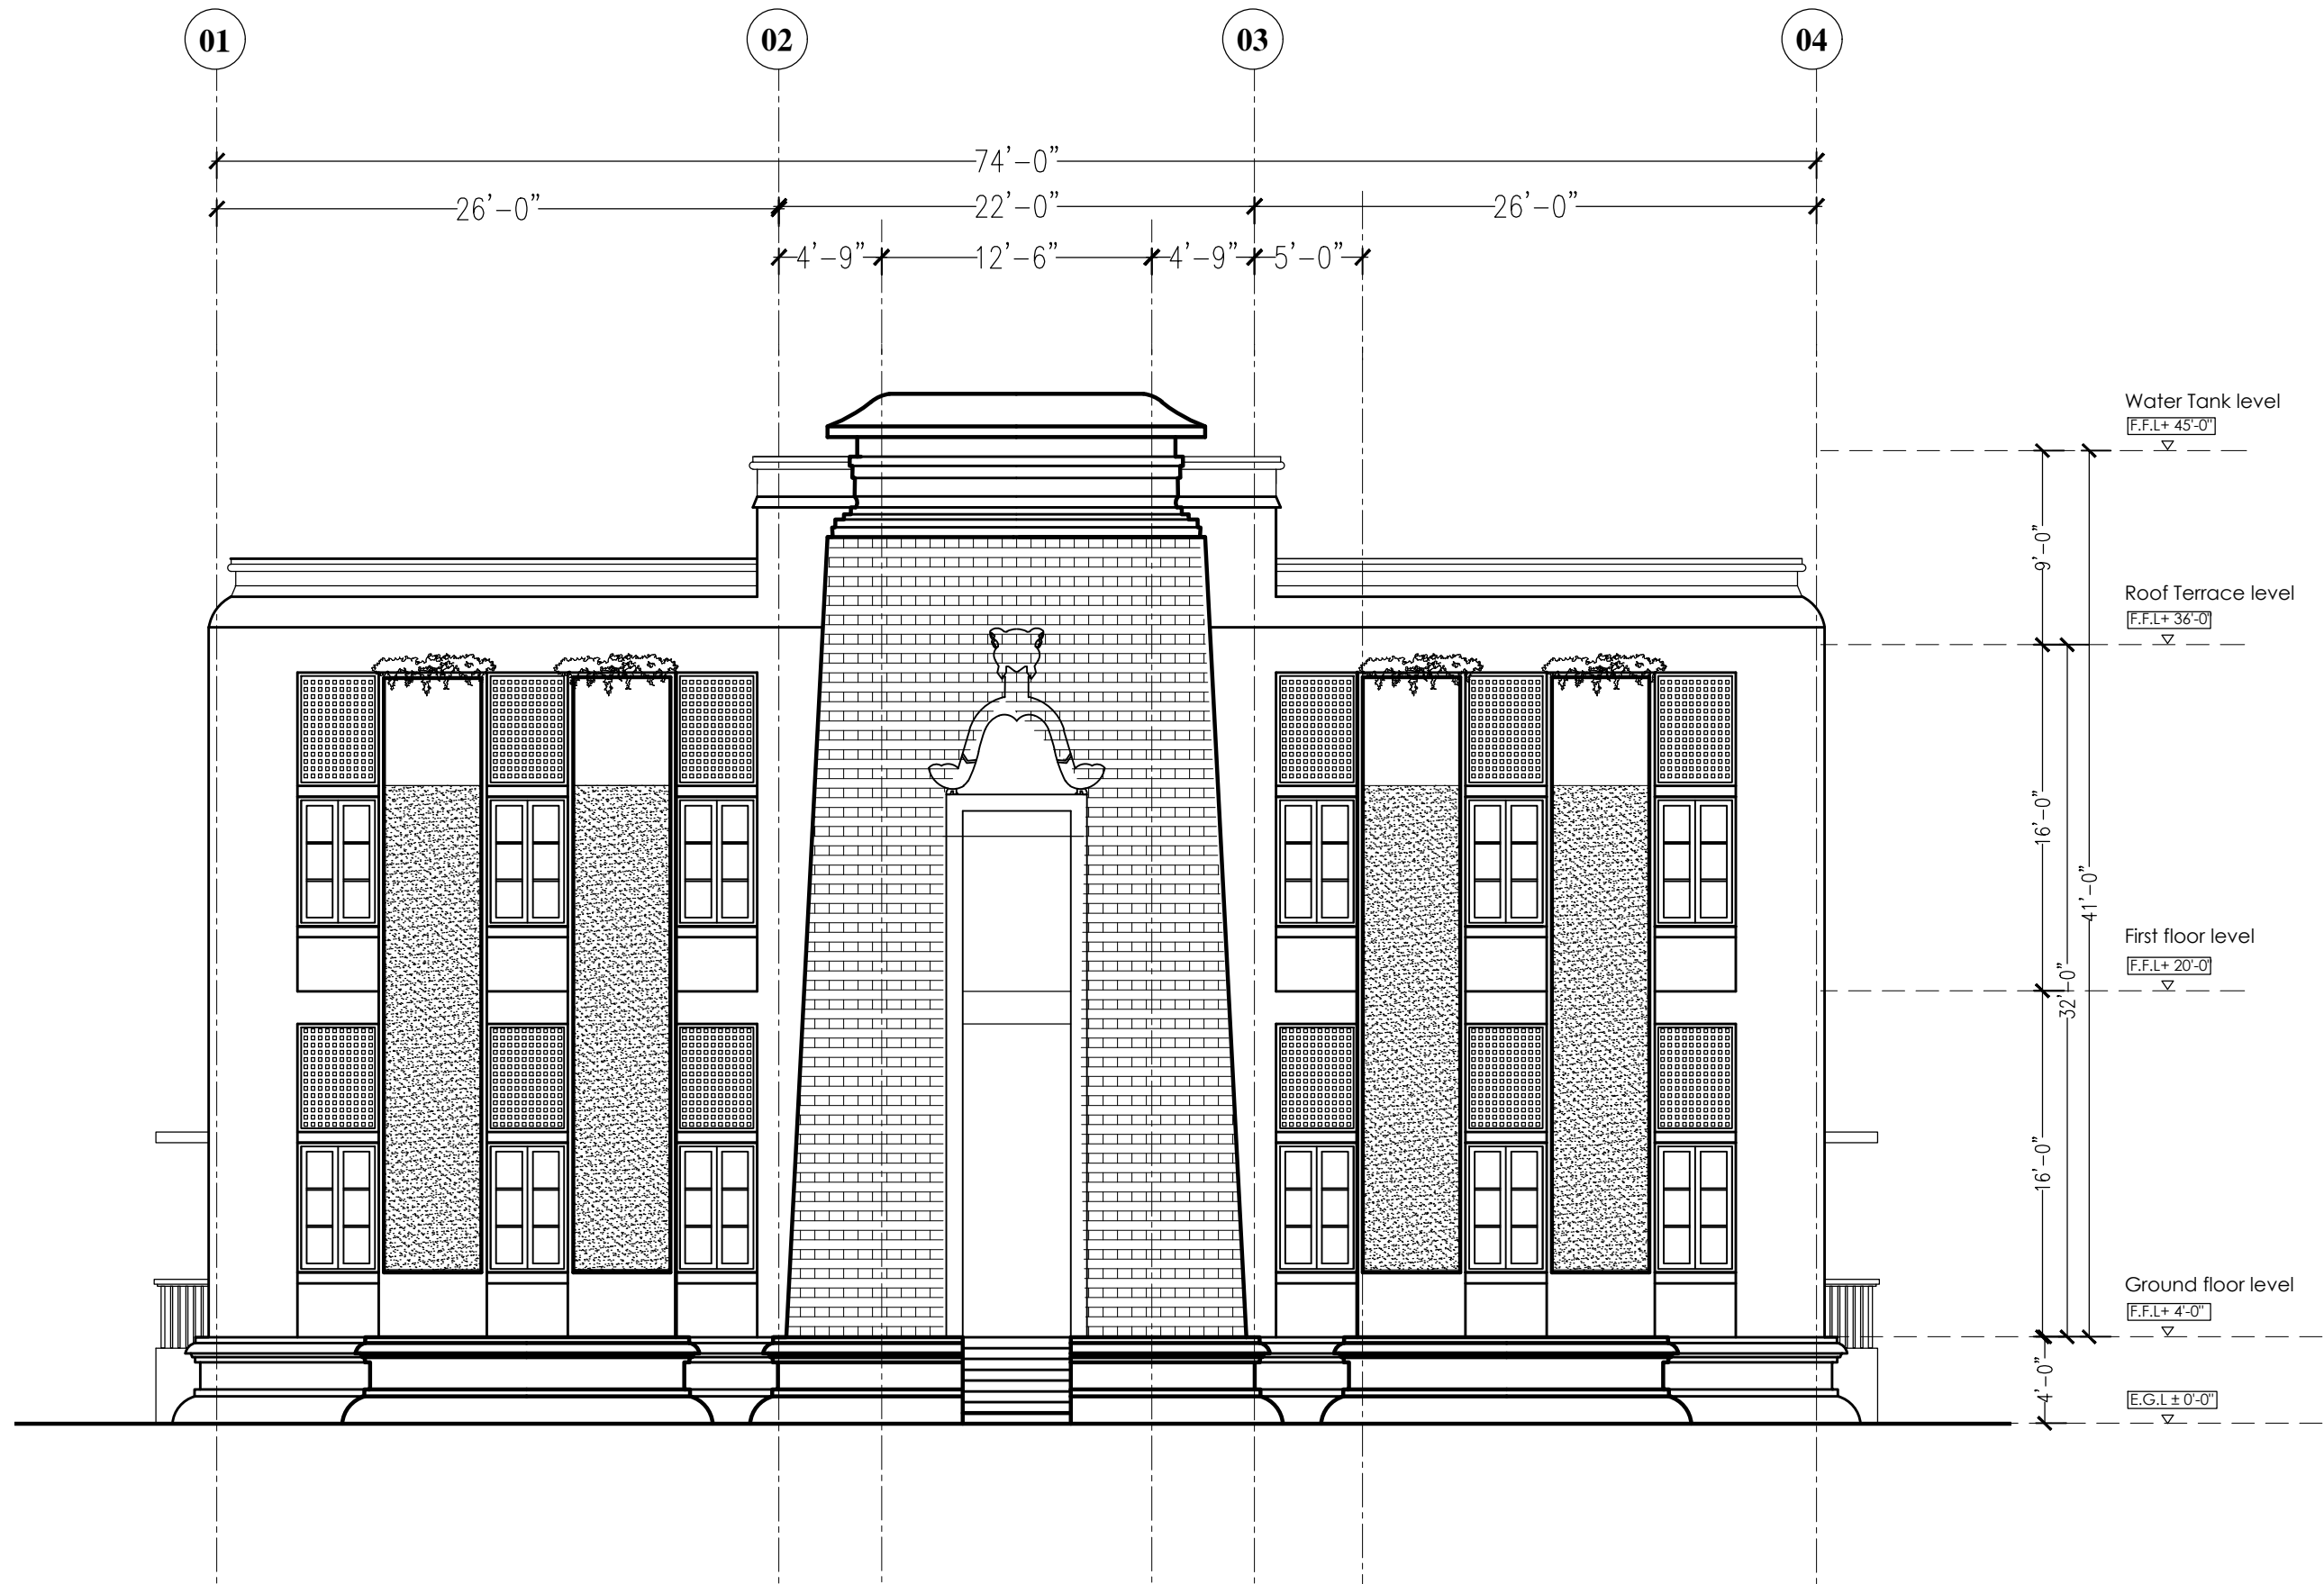 01 02 03 04
74'-0"
26'-0" 22'-0" 26'-0"
4'-9" 12'-6" 4'-9" 5'-0"
Water Tank level
F.F.L+ 45'-0"
9'-0"
Roof Terrace level
F.F.L+ 36'-0"
16'-0"
41'-0"
First floor level
F.F.L+ 20'-0"
32'-0"
16'-0"
Ground floor level
F.F.L+ 4'-0"
4'-0"
E.G.L ± 0'-0"